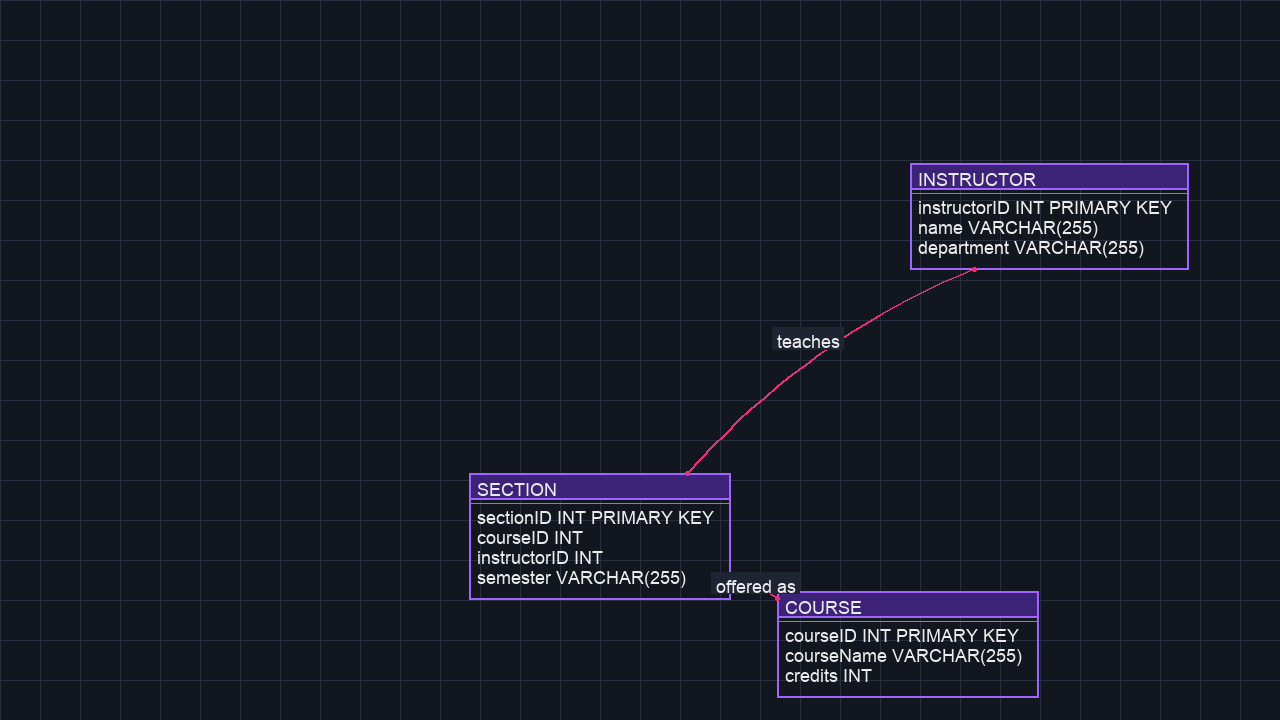 INSTRUCTOR
instructorID INT PRIMARY KEY
name VARCHAR(255)
department VARCHAR(255)
teaches
SECTION
sectionID INT PRIMARY KEY
courseID INT
instructorID INT
semester VARCHAR(255)
offered as
COURSE
courseID INT PRIMARY KEY
courseName VARCHAR(255)
credits INT